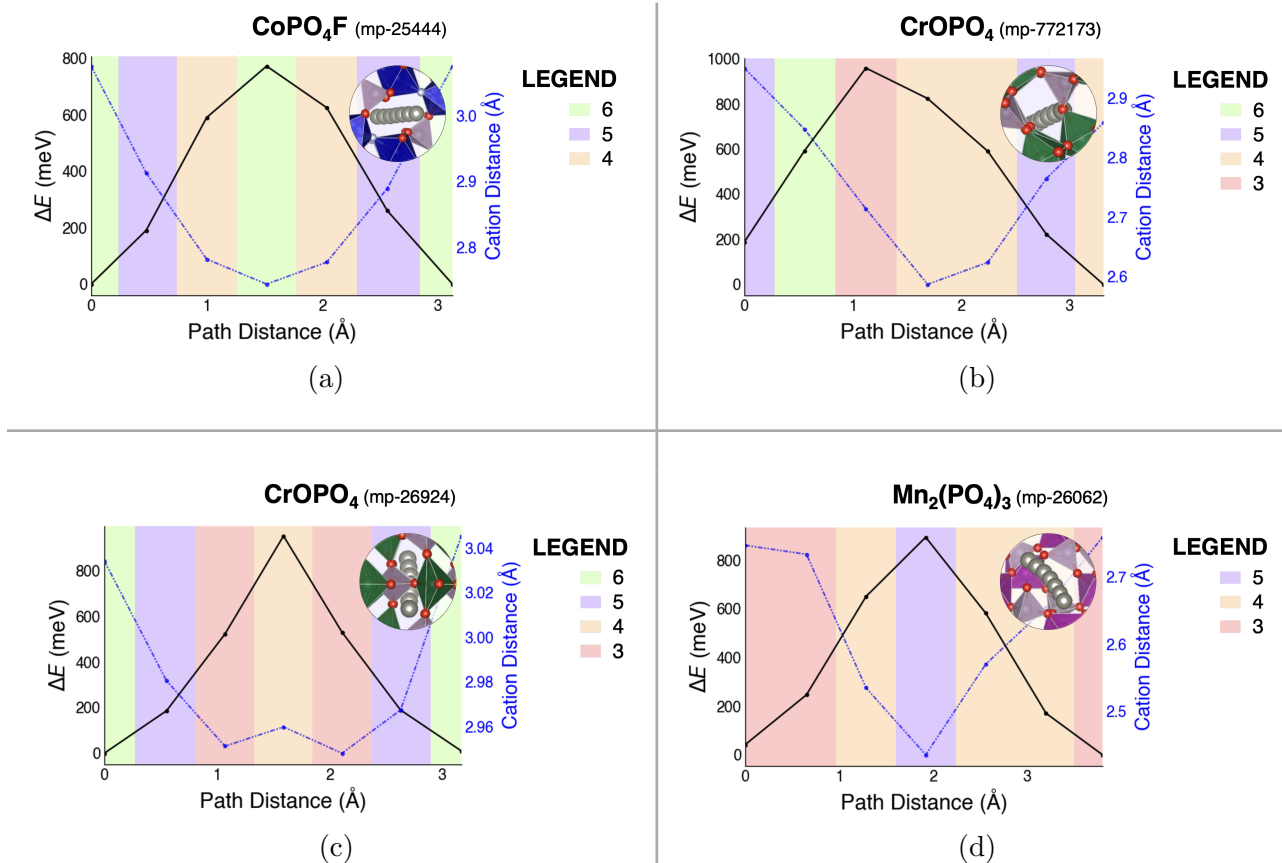 CoPO₄F (mp-25444)
800
600
400
200
0
ΔE (meV)
3.0
2.9
2.8
Cation Distance (Å)
0 1 2 3
Path Distance (Å)
LEGEND
6
5
4
(a)
CrOPO₄ (mp-772173)
1000
800
600
400
200
0
ΔE (meV)
2.9
2.8
2.7
2.6
Cation Distance (Å)
0 1 2 3
Path Distance (Å)
LEGEND
6
5
4
3
(b)
CrOPO₄ (mp-26924)
800
600
400
200
0
ΔE (meV)
3.04
3.02
3.00
2.98
2.96
Cation Distance (Å)
0 1 2 3
Path Distance (Å)
LEGEND
6
5
4
3
(c)
Mn₂(PO₄)₃ (mp-26062)
800
600
400
200
0
ΔE (meV)
2.7
2.6
2.5
Cation Distance (Å)
0 1 2 3
Path Distance (Å)
LEGEND
5
4
3
(d)